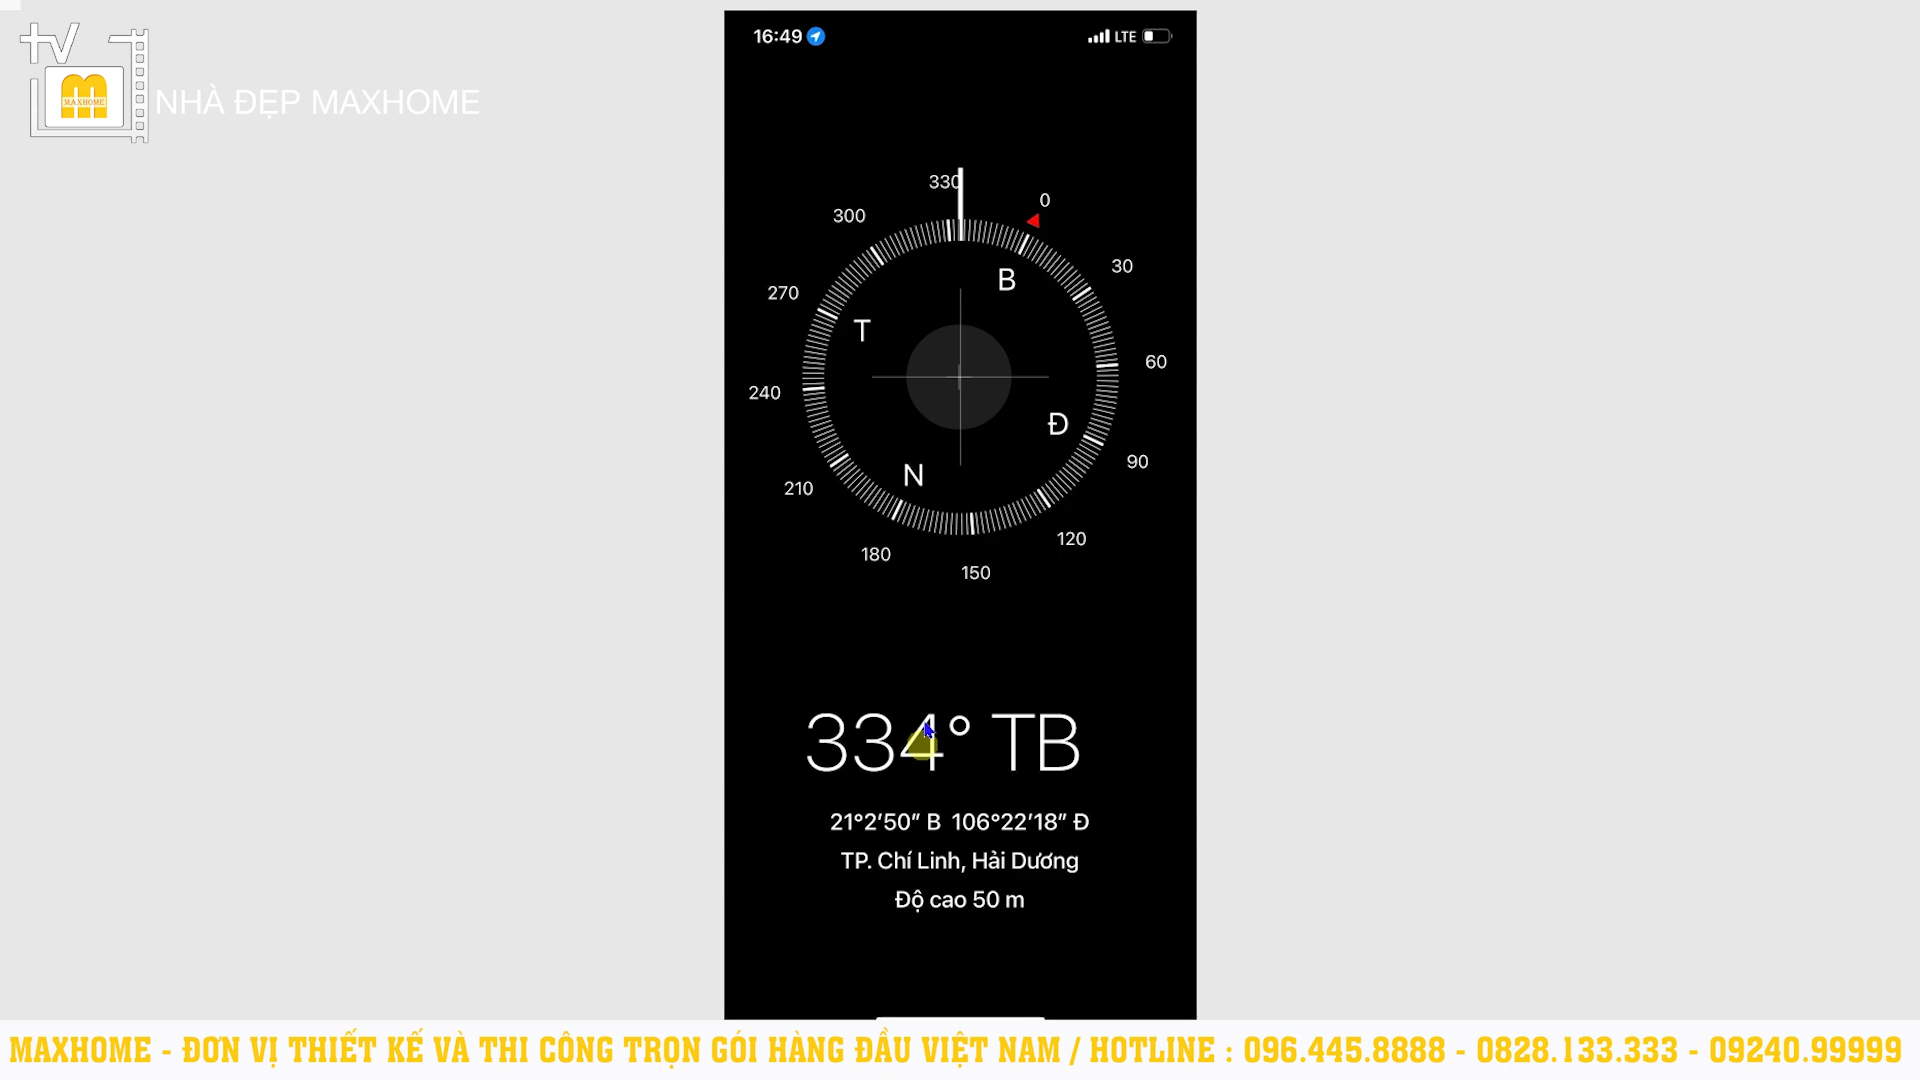 16:49
LTE
tv
MAXHOME
NHÀ ĐẸP MAXHOME
330
0
300
30
B
270
T
60
240
Đ
90
N
210
120
180
150
334° TB
21°2’50” B 106°22’18” Đ
TP. Chí Linh, Hải Dương
Độ cao 50 m
MAXHOME - ĐƠN VỊ THIẾT KẾ VÀ THI CÔNG TRỌN GÓI HÀNG ĐẦU VIỆT NAM / HOTLINE : 096.445.8888 - 0828.133.333 - 09240.99999